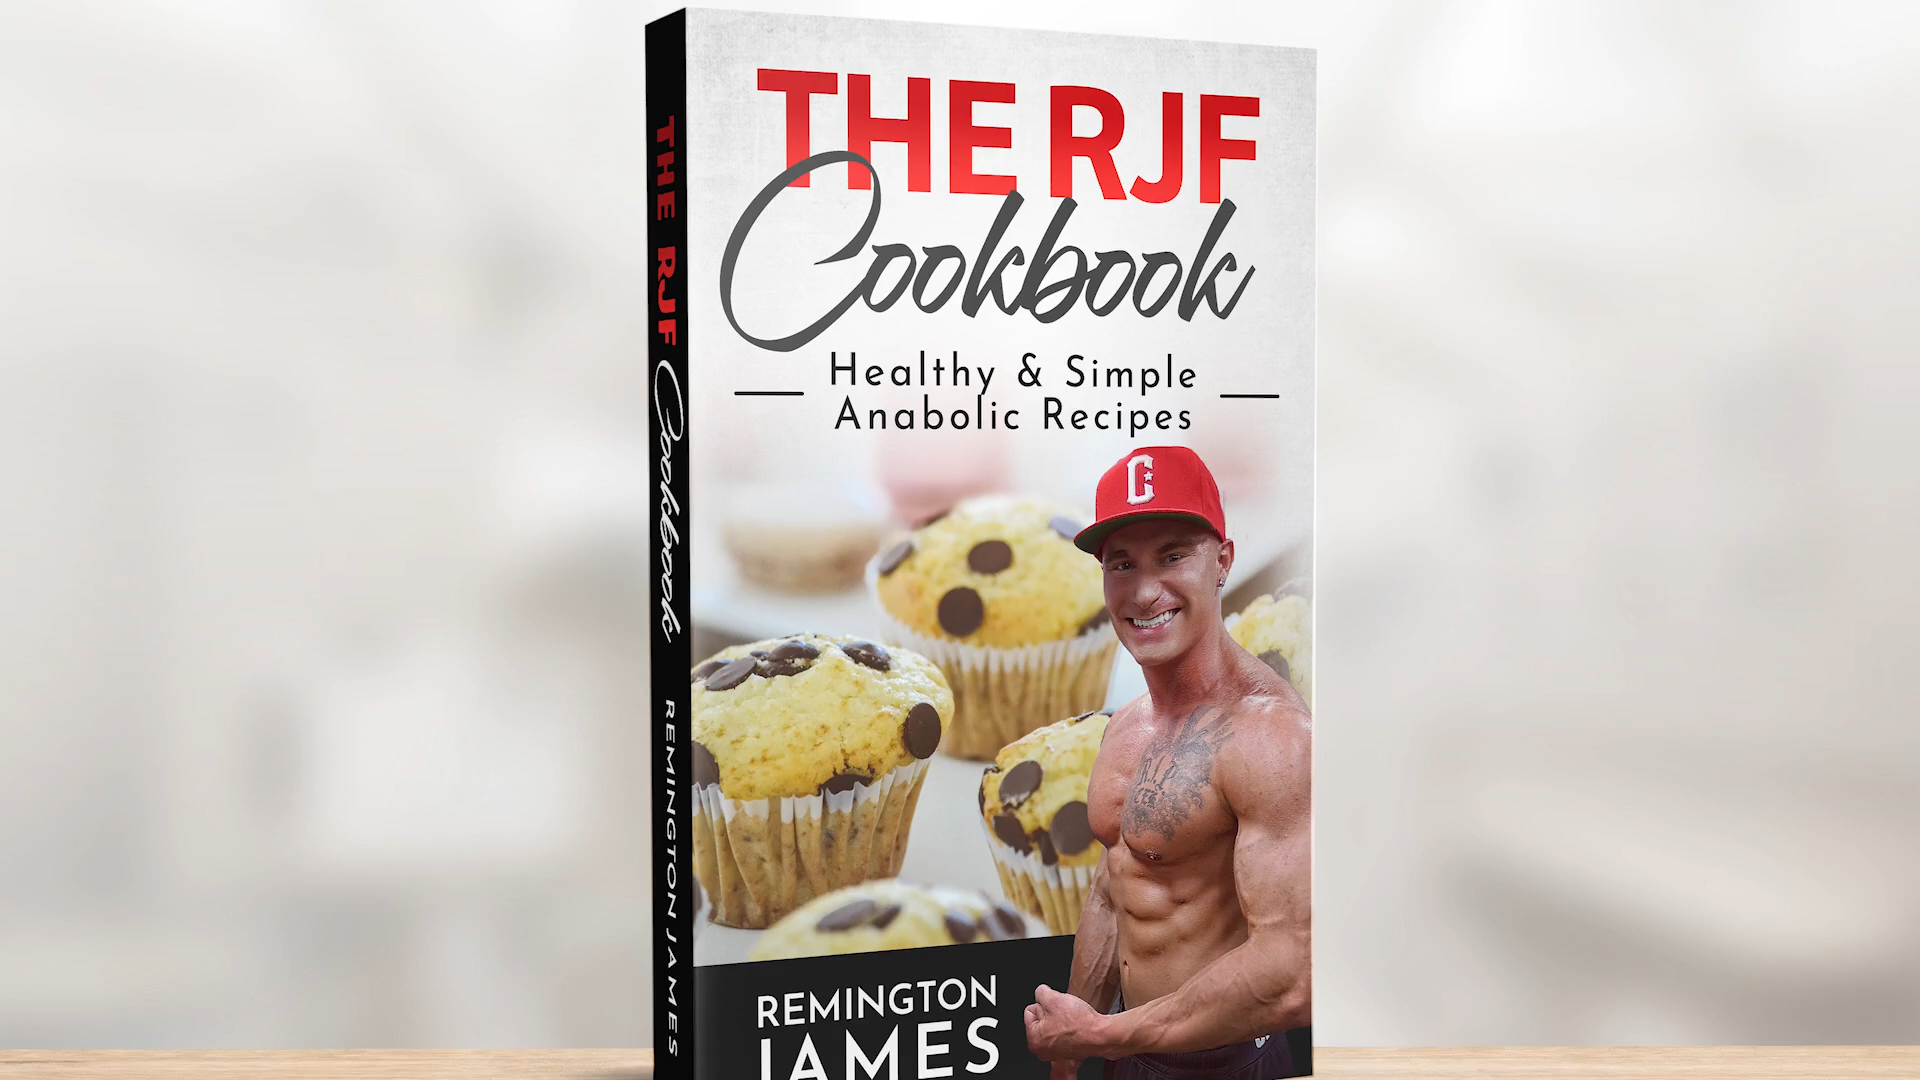 THE RJF
Cookbook
Healthy & Simple
Anabolic Recipes
C
R.I.P
REMINGTON
JAMES
THE RJF Cookbook REMINGTON JAMES